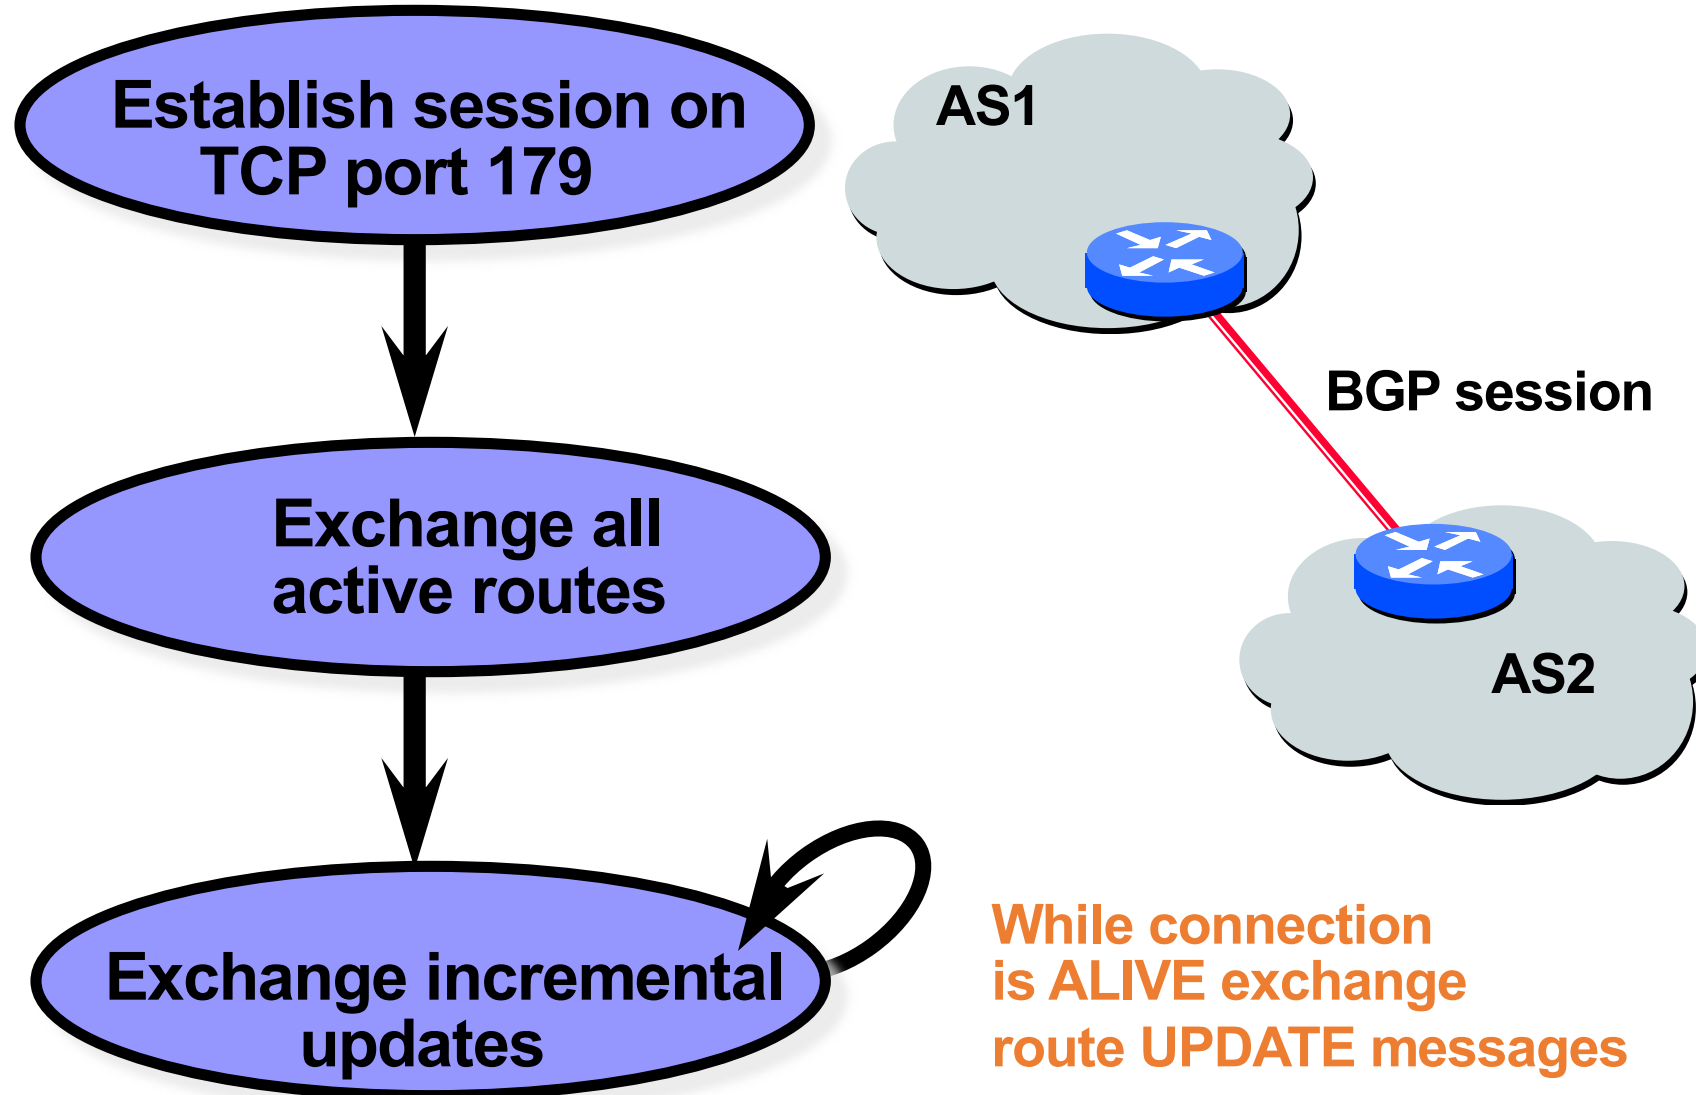 Establish session on
TCP port 179
AS1
BGP session
Exchange all
active routes
AS2
Exchange incremental
updates
While connection
is ALIVE exchange
route UPDATE messages